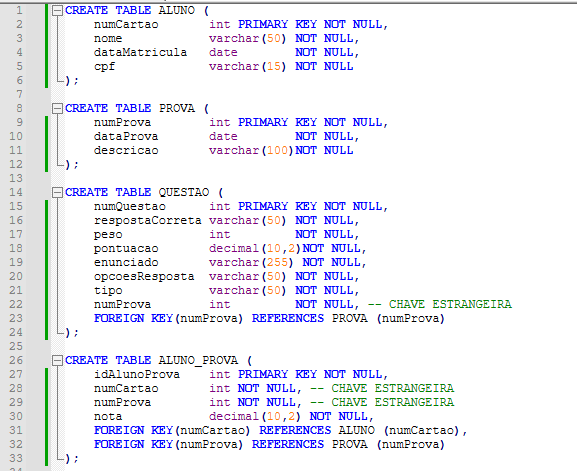 1 CREATE TABLE ALUNO (
2 numCartao int PRIMARY KEY NOT NULL,
3 nome varchar(50) NOT NULL,
4 dataMatricula date NOT NULL,
5 cpf varchar(15) NOT NULL
6 );
7
8 CREATE TABLE PROVA (
9 numProva int PRIMARY KEY NOT NULL,
10 dataProva date NOT NULL,
11 descricao varchar(100)NOT NULL
12 );
13
14 CREATE TABLE QUESTAO (
15 numQuestao int PRIMARY KEY NOT NULL,
16 respostaCorreta varchar(50) NOT NULL,
17 peso int NOT NULL,
18 pontuacao decimal(10,2)NOT NULL,
19 enunciado varchar(255) NOT NULL,
20 opcoesResposta varchar(50) NOT NULL,
21 tipo varchar(50) NOT NULL,
22 numProva int NOT NULL, -- CHAVE ESTRANGEIRA
23 FOREIGN KEY(numProva) REFERENCES PROVA (numProva)
24 );
25
26 CREATE TABLE ALUNO_PROVA (
27 idAlunoProva int PRIMARY KEY NOT NULL,
28 numCartao int NOT NULL, -- CHAVE ESTRANGEIRA
29 numProva int NOT NULL, -- CHAVE ESTRANGEIRA
30 nota decimal(10,2) NOT NULL,
31 FOREIGN KEY(numCartao) REFERENCES ALUNO (numCartao),
32 FOREIGN KEY(numProva) REFERENCES PROVA (numProva)
33 );